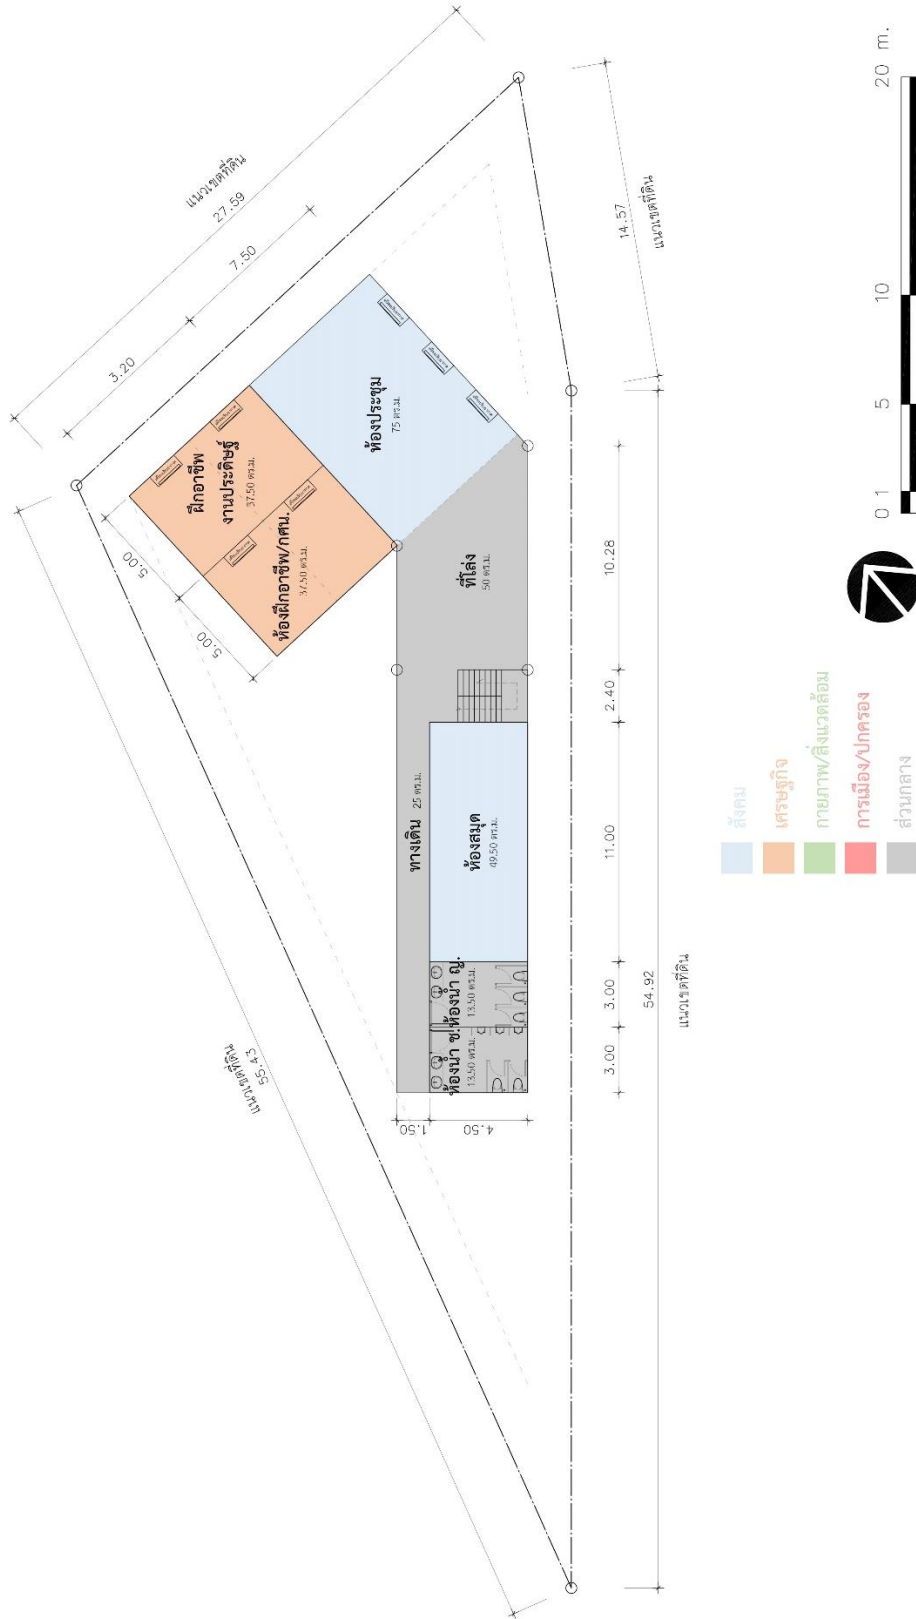 แนวเขตที่ดิน
27.59
7.50
3.20
แนวเขตที่ดิน
55.43
14.57
แนวเขตที่ดิน
5.00
5.00
ฝึกอาชีพ
งานประดิษฐ์
37.50 ตร.ม.
ห้องฝึกอาชีพ/กศน.
37.50 ตร.ม.
ห้องประชุม
75 ตร.ม.
ที่โล่ง
50 ตร.ม.
ทางเดิน 25 ตร.ม.
ห้องสมุด
49.50 ตร.ม.
ห้องน้ำ ญ.
13.50 ตร.ม.
ห้องน้ำ ช.
13.50 ตร.ม.
1.50
4.50
3.00
3.00
11.00
2.40
10.28
54.92
แนวเขตที่ดิน
สังคม
เศรษฐกิจ
กายภาพ/สิ่งแวดล้อม
การเมือง/ปกครอง
ส่วนกลาง
0 1 5 10 20 m.